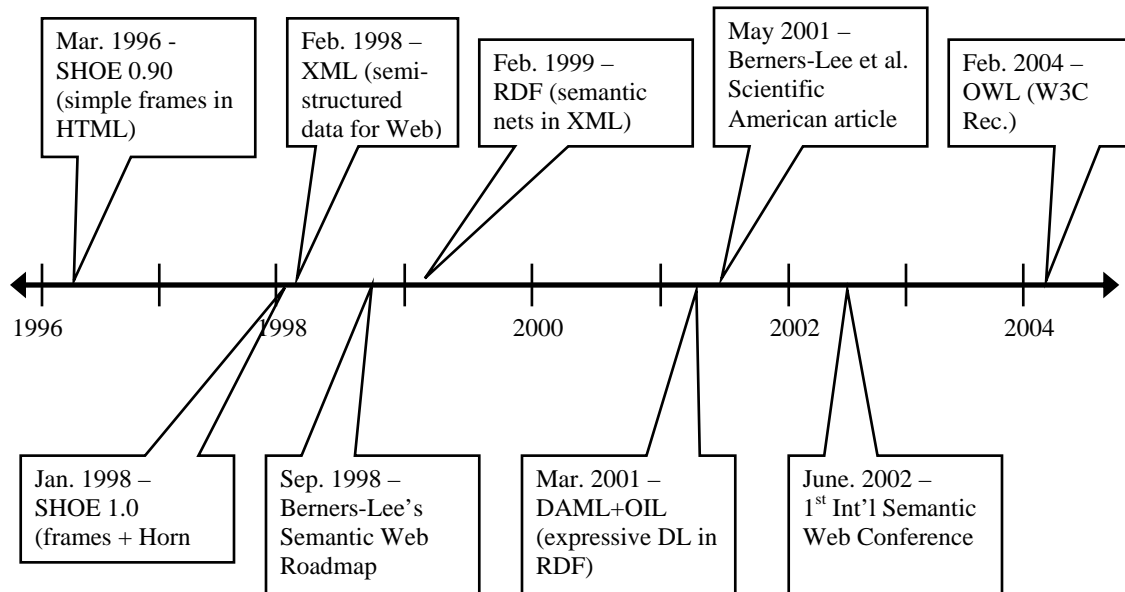 Mar. 1996 -
SHOE 0.90
(simple frames in
HTML)
Feb. 1998 –
XML (semi-
structured
data for Web)
Feb. 1999 –
RDF (semantic
nets in XML)
May 2001 –
Berners-Lee et al.
Scientific
American article
Feb. 2004 –
OWL (W3C
Rec.)
1996
1998
2000
2002
2004
Jan. 1998 –
SHOE 1.0
(frames + Horn
Sep. 1998 –
Berners-Lee’s
Semantic Web
Roadmap
Mar. 2001 –
DAML+OIL
(expressive DL in
RDF)
June. 2002 –
1st Int’l Semantic
Web Conference